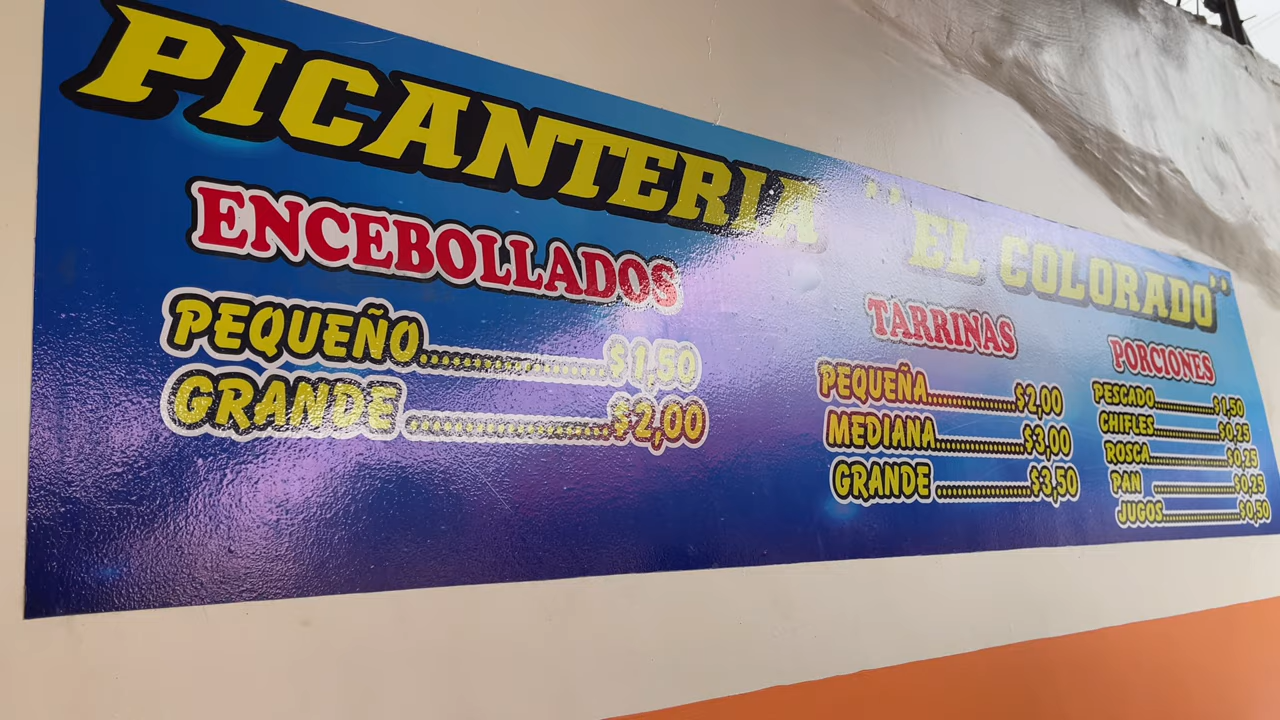 PICANTERIA "EL COLORADO"
ENCEBOLLADOS
PEQUEÑO..................$1,50
GRANDE..................$2,00
TARRINAS
PEQUEÑA..................$2,00
MEDIANA..................$3,00
GRANDE..................$3,50
PORCIONES
PESCADO..................$1,50
CHIFLES..................$0,25
ROSCA..................$0,25
PAN ..................$0,25
JUGOS..................$0,50